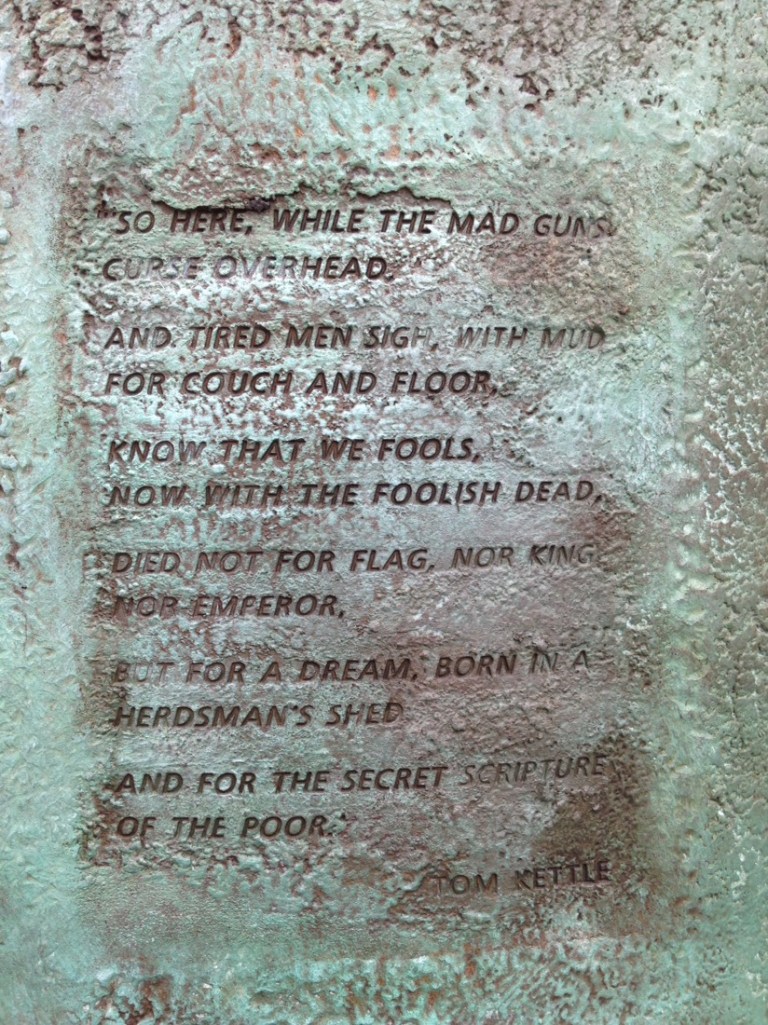 "SO HERE, WHILE THE MAD GUNS
CURSE OVERHEAD,
AND TIRED MEN SIGH, WITH MUD
FOR COUCH AND FLOOR,
KNOW THAT WE FOOLS,
NOW WITH THE FOOLISH DEAD,
DIED NOT FOR FLAG, NOR KING,
NOR EMPEROR,
BUT FOR A DREAM, BORN IN A
HERDSMAN'S SHED
AND FOR THE SECRET SCRIPTURE
OF THE POOR."
TOM KETTLE